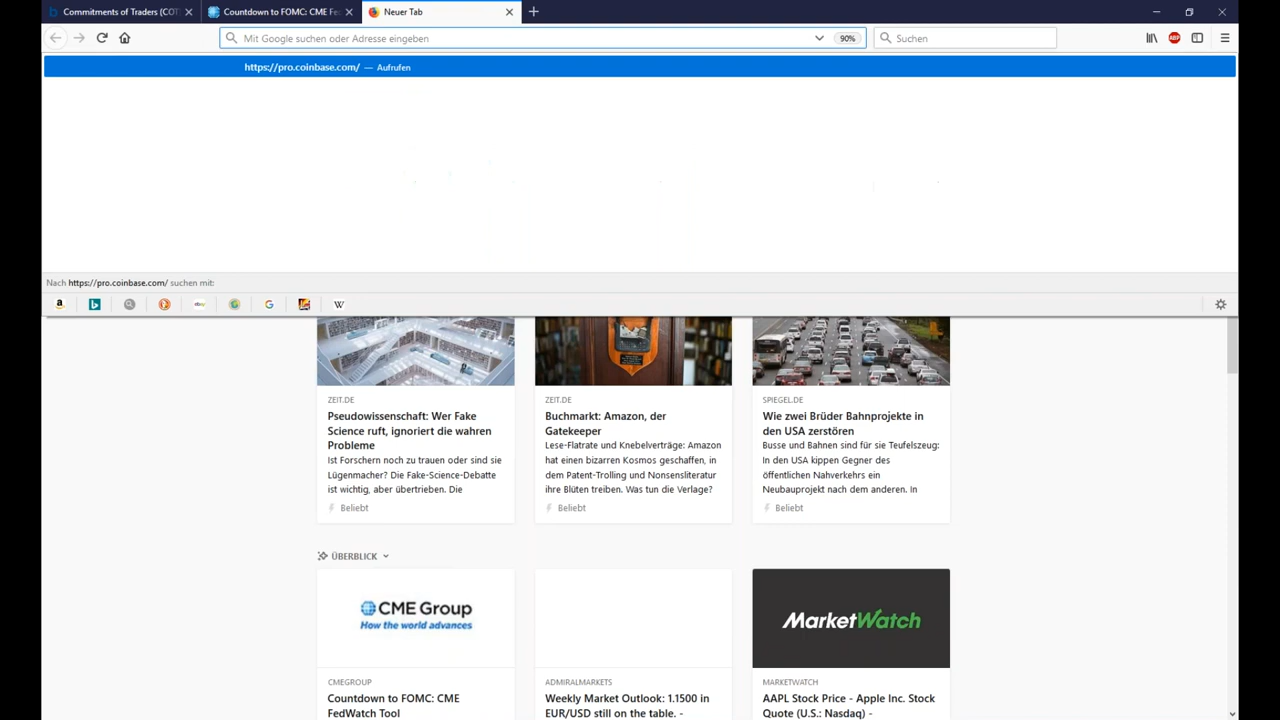 Commitments of Traders (COT
Countdown to FOMC: CME Fe
Neuer Tab
Mit Google suchen oder Adresse eingeben
90%
Suchen
ABP
https://pro.coinbase.com/ — Aufrufen
Nach https://pro.coinbase.com/ suchen mit:
a
ebay
G
W
ZEIT.DE
Pseudowissenschaft: Wer Fake
Science ruft, ignoriert die wahren
Probleme
Ist Forschern noch zu trauen oder sind sie
Lügenmacher? Die Fake-Science-Debatte
ist wichtig, aber übertrieben. Die
Beliebt
ZEIT.DE
Buchmarkt: Amazon, der
Gatekeeper
Lese-Flatrate und Knebelverträge: Amazon
hat einen bizarren Kosmos geschaffen, in
dem Patent-Trolling und Nonsensliteratur
ihre Blüten treiben. Was tun die Verlage?
Beliebt
SPIEGEL.DE
Wie zwei Brüder Bahnprojekte in
den USA zerstören
Busse und Bahnen sind für sie Teufelszeug:
In den USA kippen Gegner des
öffentlichen Nahverkehrs ein
Neubauprojekt nach dem anderen. In
Beliebt
ÜBERBLICK
CME Group
How the world advances
CMEGROUP
Countdown to FOMC: CME
FedWatch Tool
ADMIRALMARKETS
Weekly Market Outlook: 1.1500 in
EUR/USD still on the table. -
MarketWatch
MARKETWATCH
AAPL Stock Price - Apple Inc. Stock
Quote (U.S.: Nasdaq) -